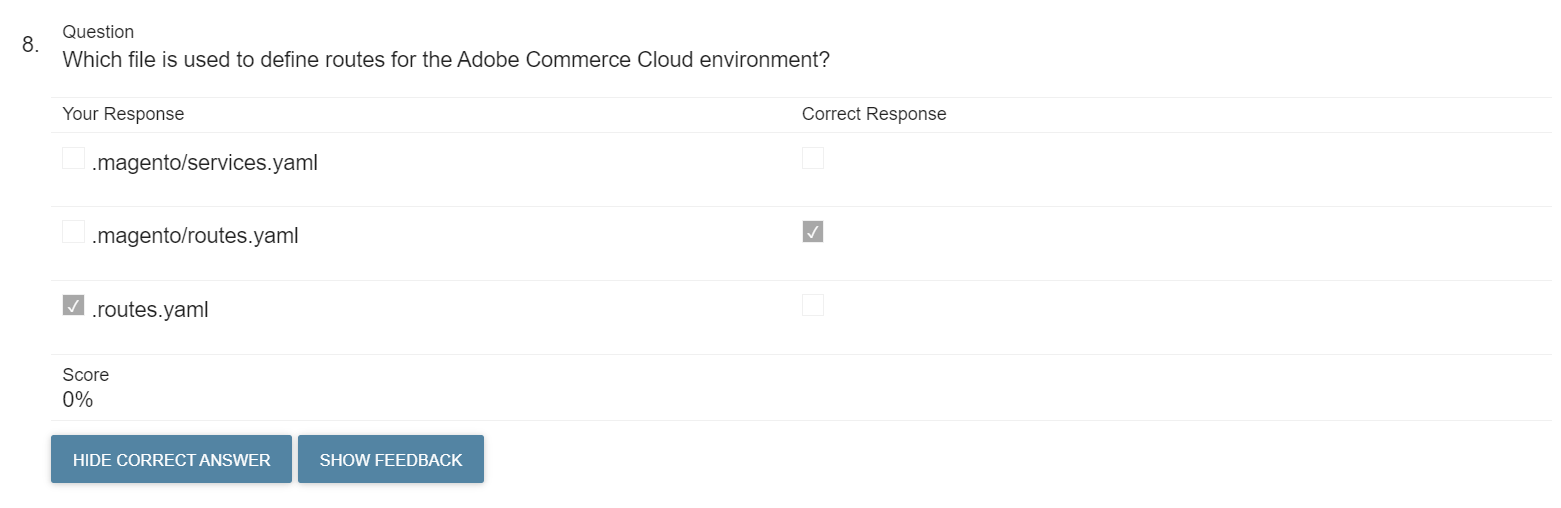 8.
Question
Which file is used to define routes for the Adobe Commerce Cloud environment?
Your Response
Correct Response
.magento/services.yaml
.magento/routes.yaml
.routes.yaml
Score
0%
HIDE CORRECT ANSWER
SHOW FEEDBACK